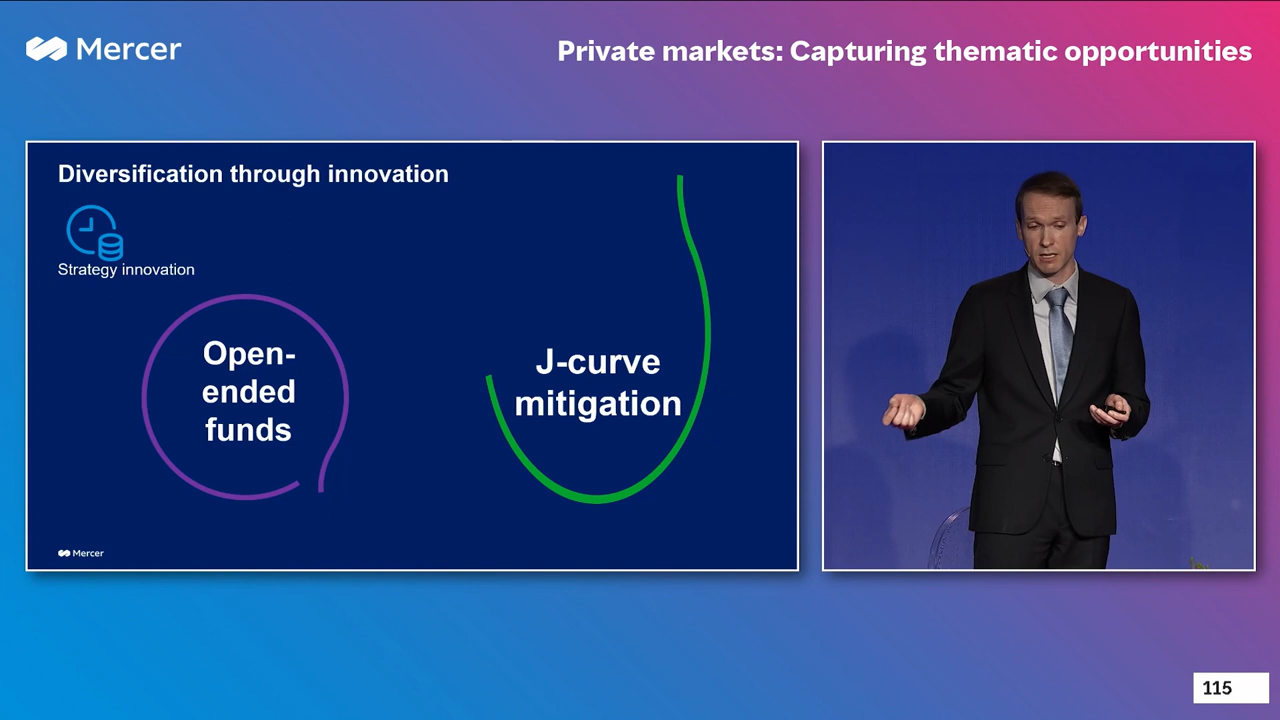 Mercer
Private markets: Capturing thematic opportunities
Diversification through innovation
Strategy innovation
Open-
ended
funds
J-curve
mitigation
Mercer
115